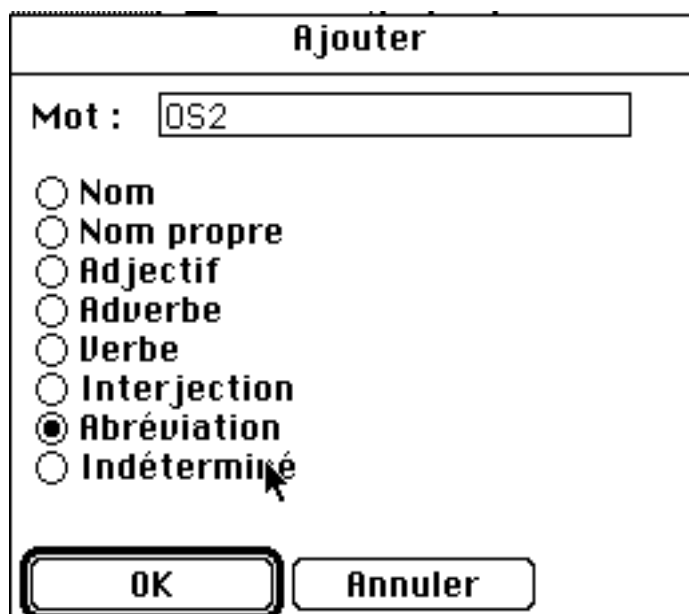 Ajouter
Mot : OS2
Nom
Nom propre
Adjectif
Adverbe
Verbe
Interjection
Abréviation
Indéterminé
OK Annuler